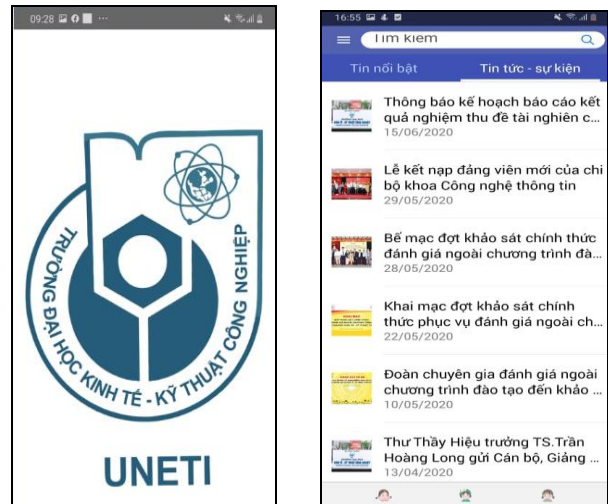 09:28
TRƯỜNG ĐẠI HỌC KINH TẾ - KỸ THUẬT CÔNG NGHIỆP
UNETI
16:55
Tìm kiếm
Tin nổi bật
Tin tức - sự kiện
Thông báo kế hoạch báo cáo kết
quả nghiệm thu đề tài nghiên c...
15/06/2020
Lễ kết nạp đảng viên mới của chi
bộ khoa Công nghệ thông tin
29/05/2020
Bế mạc đợt khảo sát chính thức
đánh giá ngoài chương trình đà...
28/05/2020
Khai mạc đợt khảo sát chính
thức phục vụ đánh giá ngoài ch...
22/05/2020
Đoàn chuyên gia đánh giá ngoài
chương trình đào tạo đến khảo ...
10/05/2020
Thư Thầy Hiệu trưởng TS.Trần
Hoàng Long gửi Cán bộ, Giảng ...
13/04/2020